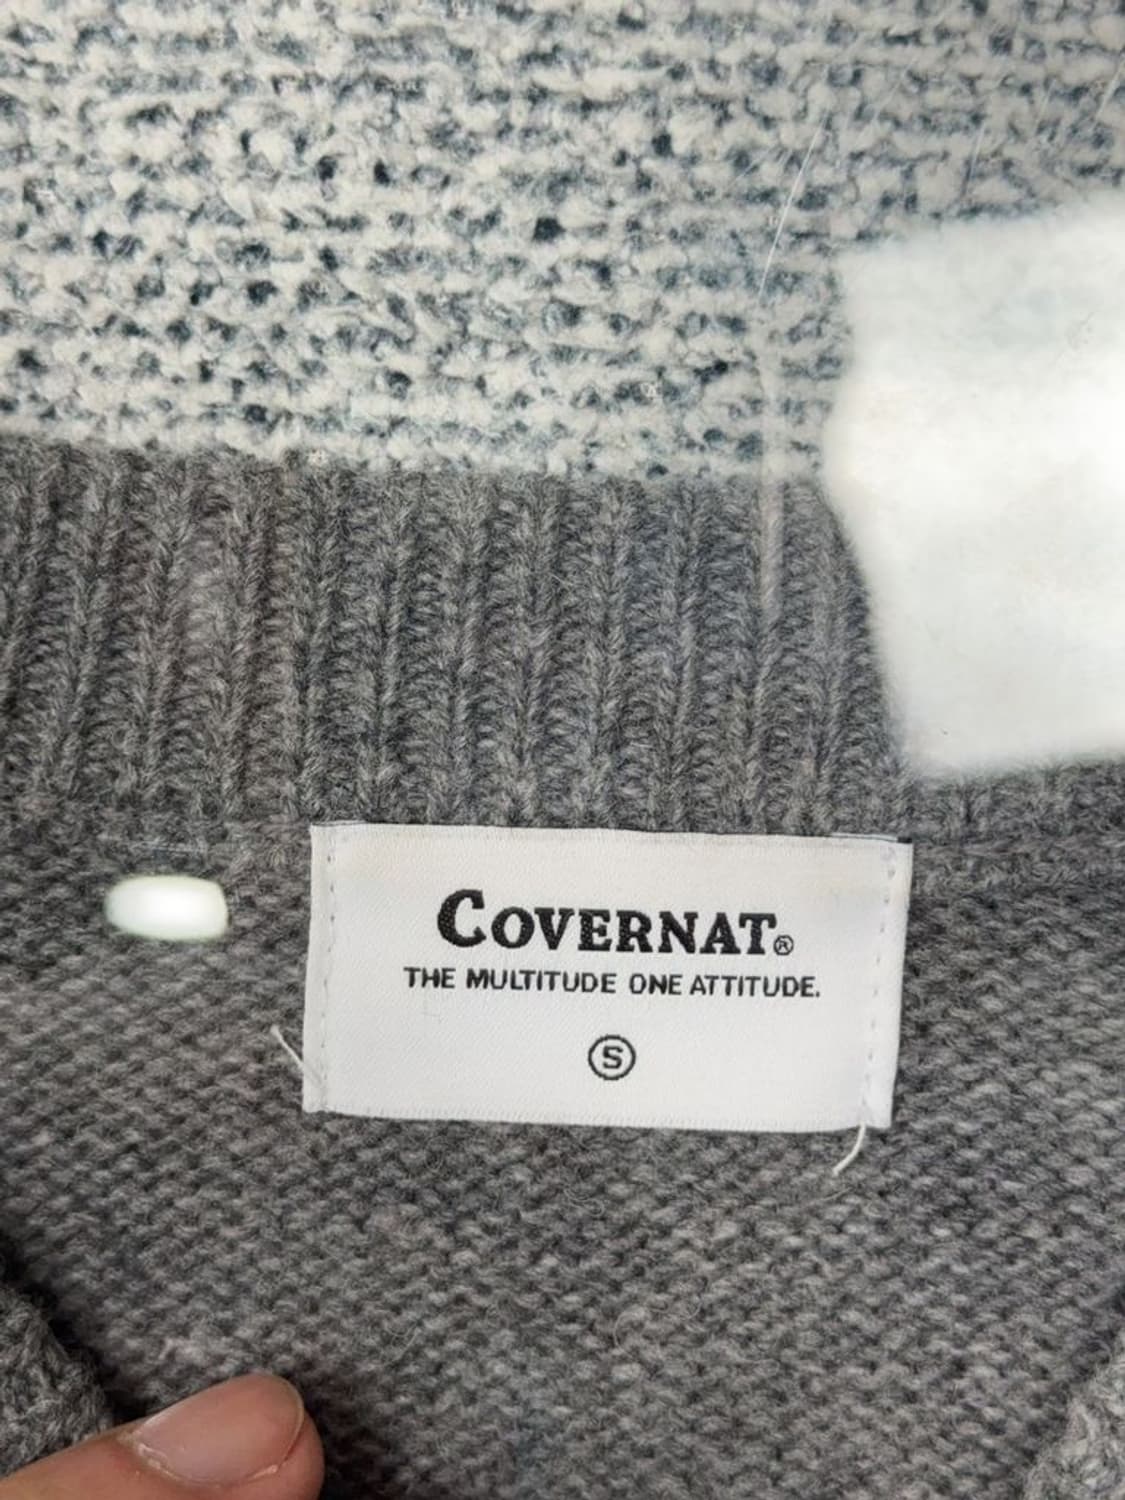 COVERNAT®
THE MULTITUDE ONE ATTITUDE.
S